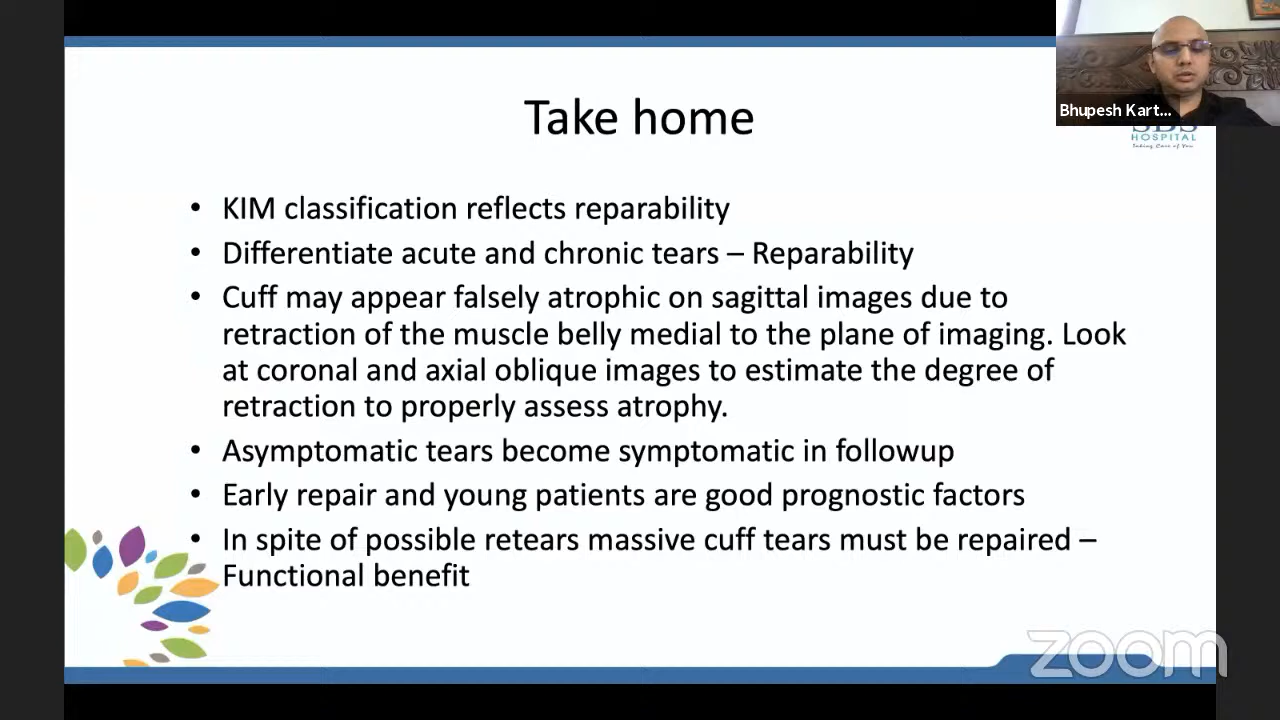 Take home
Bhupesh Kart...
HOSPITAL
Taking Care of You
• KIM classification reflects reparability
• Differentiate acute and chronic tears – Reparability
• Cuff may appear falsely atrophic on sagittal images due to
retraction of the muscle belly medial to the plane of imaging. Look
at coronal and axial oblique images to estimate the degree of
retraction to properly assess atrophy.
• Asymptomatic tears become symptomatic in followup
• Early repair and young patients are good prognostic factors
• In spite of possible retears massive cuff tears must be repaired –
Functional benefit
zoom